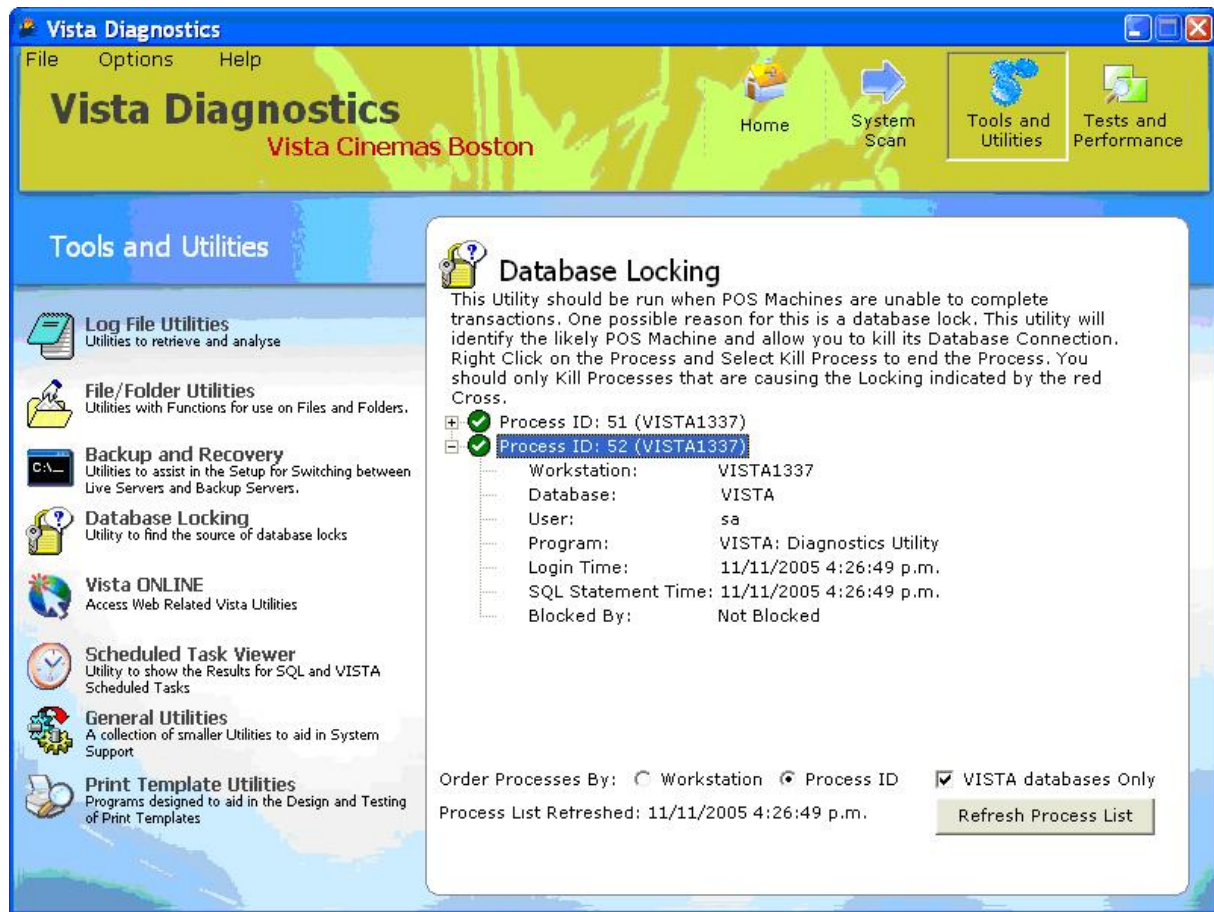 Vista Diagnostics
File Options Help
Vista Diagnostics
Vista Cinemas Boston
Home
System
Scan
Tools and
Utilities
Tests and
Performance
Tools and Utilities
Log File Utilities
Utilities to retrieve and analyse
File/Folder Utilities
Utilities with Functions for use on Files and Folders.
C:\_
Backup and Recovery
Utilities to assist in the Setup for Switching between
Live Servers and Backup Servers.
Database Locking
Utility to find the source of database locks
Vista ONLINE
Access Web Related Vista Utilities
Scheduled Task Viewer
Utility to show the Results for SQL and VISTA
Scheduled Tasks
General Utilities
A collection of smaller Utilities to aid in System
Support
Print Template Utilities
Programs designed to aid in the Design and Testing
of Print Templates
Database Locking
This Utility should be run when POS Machines are unable to complete
transactions. One possible reason for this is a database lock. This utility will
identify the likely POS Machine and allow you to kill its Database Connection.
Right Click on the Process and Select Kill Process to end the Process. You
should only Kill Processes that are causing the Locking indicated by the red
Cross.
Process ID: 51 (VISTA1337)
Process ID: 52 (VISTA1337)
Workstation: VISTA1337
Database: VISTA
User: sa
Program: VISTA: Diagnostics Utility
Login Time: 11/11/2005 4:26:49 p.m.
SQL Statement Time: 11/11/2005 4:26:49 p.m.
Blocked By: Not Blocked
Order Processes By: Workstation Process ID VISTA databases Only
Process List Refreshed: 11/11/2005 4:26:49 p.m. Refresh Process List